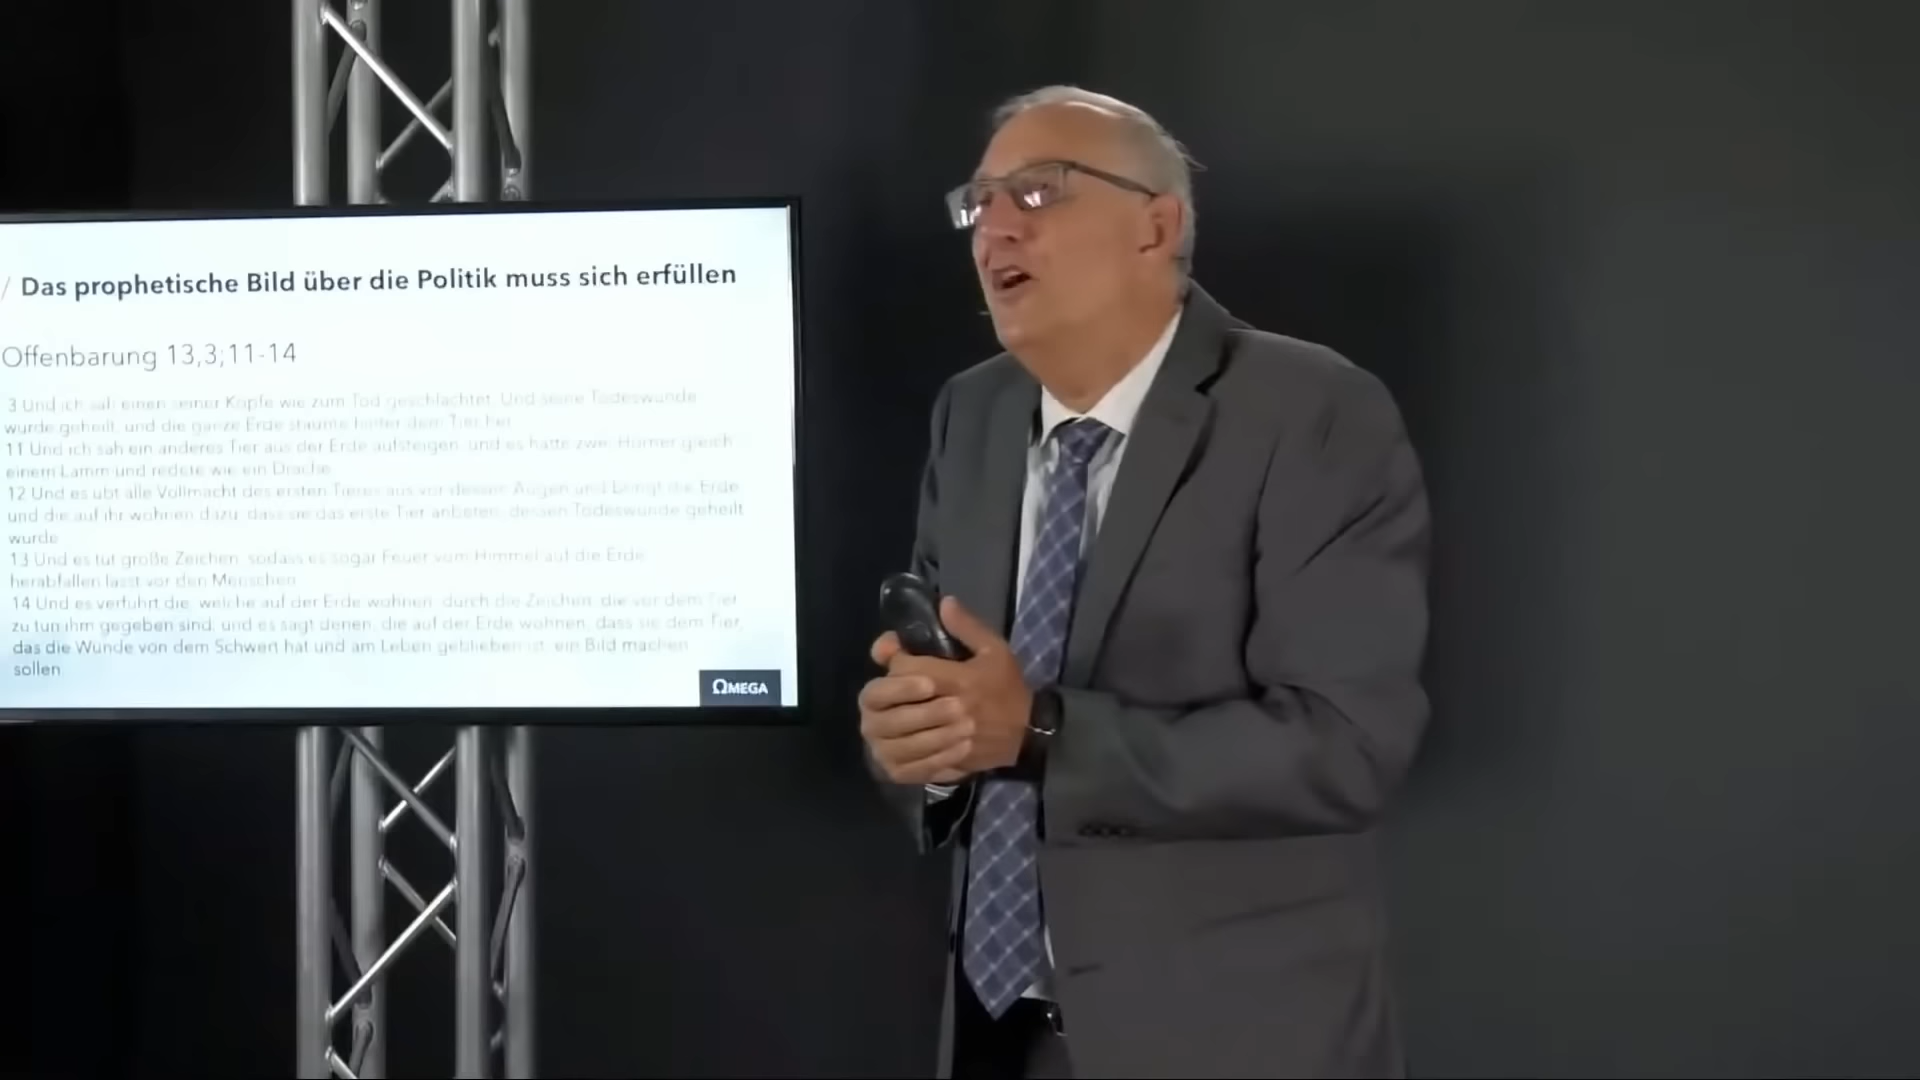 / Das prophetische Bild über die Politik muss sich erfüllen
Offenbarung 13,3;11-14
3 Und ich sah einen seiner Köpfe wie zum Tod geschlachtet. Und seine Todeswunde
wurde geheilt, und die ganze Erde staunte hinter dem Tier her.
11 Und ich sah ein anderes Tier aus der Erde aufsteigen, und es hatte zwei Hörner gleich
einem Lamm und redete wie ein Drache.
12 Und es übt alle Vollmacht des ersten Tieres aus vor dessen Augen und bringt die Erde
und die auf ihr wohnen dazu, dass sie das erste Tier anbeten, dessen Todeswunde geheilt
wurde.
13 Und es tut große Zeichen, sodass es sogar Feuer vom Himmel auf die Erde
herabfallen lässt vor den Menschen.
14 Und es verführt die, welche auf der Erde wohnen, durch die Zeichen, die vor dem Tier
zu tun ihm gegeben sind, und es sagt denen, die auf der Erde wohnen, dass sie dem Tier,
das die Wunde von dem Schwert hat und am Leben geblieben ist, ein Bild machen
sollen
ΩMEGA